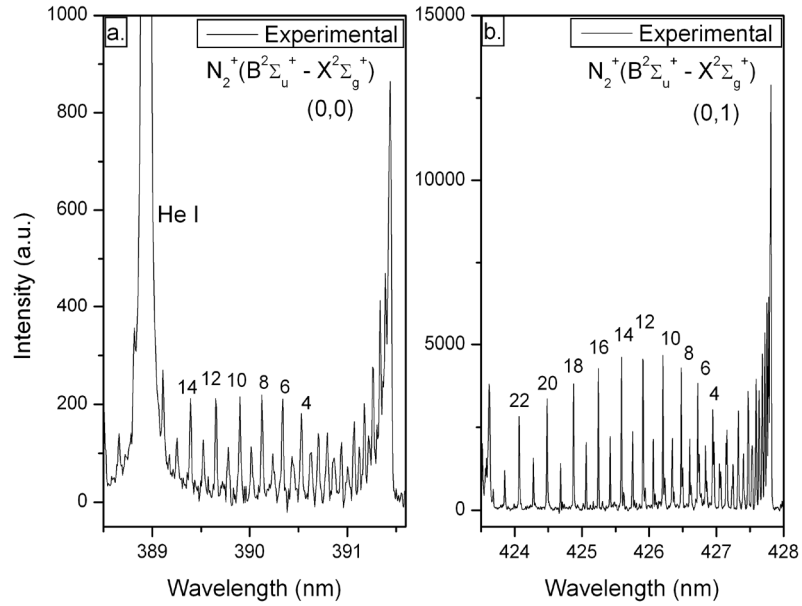 a.
Experimental
N₂⁺(B²Σᵤ⁺ - X²Σg⁺)
(0,0)
He I
14 12 10 8 6 4
1000
800
600
400
200
0
389 390 391
Wavelength (nm)
Intensity (a.u.)
b.
Experimental
N₂⁺(B²Σᵤ⁺ - X²Σg⁺)
(0,1)
22 20 18 16 14 12 10 8 6 4
15000
10000
5000
0
424 425 426 427 428
Wavelength (nm)